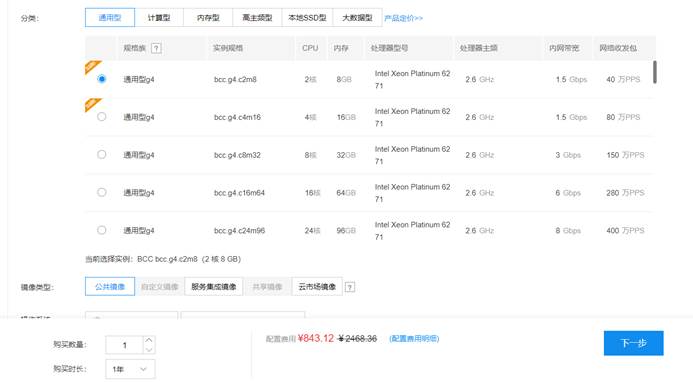 分类: 通用型 计算型 内存型 高主频型 本地SSD型 大数据型 产品定价>>
规格族 ? 实例规格 CPU 内存 处理器型号 处理器主频 内网带宽 网络收发包
通用型g4 bcc.g4.c2m8 2核 8GB Intel Xeon Platinum 62 2.6 GHz 1.5 Gbps 40 万PPS
71
通用型g4 bcc.g4.c4m16 4核 16GB Intel Xeon Platinum 62 2.6 GHz 1.5 Gbps 80 万PPS
71
通用型g4 bcc.g4.c8m32 8核 32GB Intel Xeon Platinum 62 2.6 GHz 3 Gbps 150 万PPS
71
通用型g4 bcc.g4.c16m64 16核 64GB Intel Xeon Platinum 62 2.6 GHz 6 Gbps 280 万PPS
71
通用型g4 bcc.g4.c24m96 24核 96GB Intel Xeon Platinum 62 2.6 GHz 8 Gbps 400 万PPS
71
当前选择实例: BCC bcc.g4.c2m8 (2 核 8 GB)
镜像类型: 公共镜像 自定义镜像 服务集成镜像 共享镜像 云市场镜像 ?
购买数量: 1 配置费用 ¥843.12 ¥2468.36 (配置费用明细) 下一步
购买时长: 1年